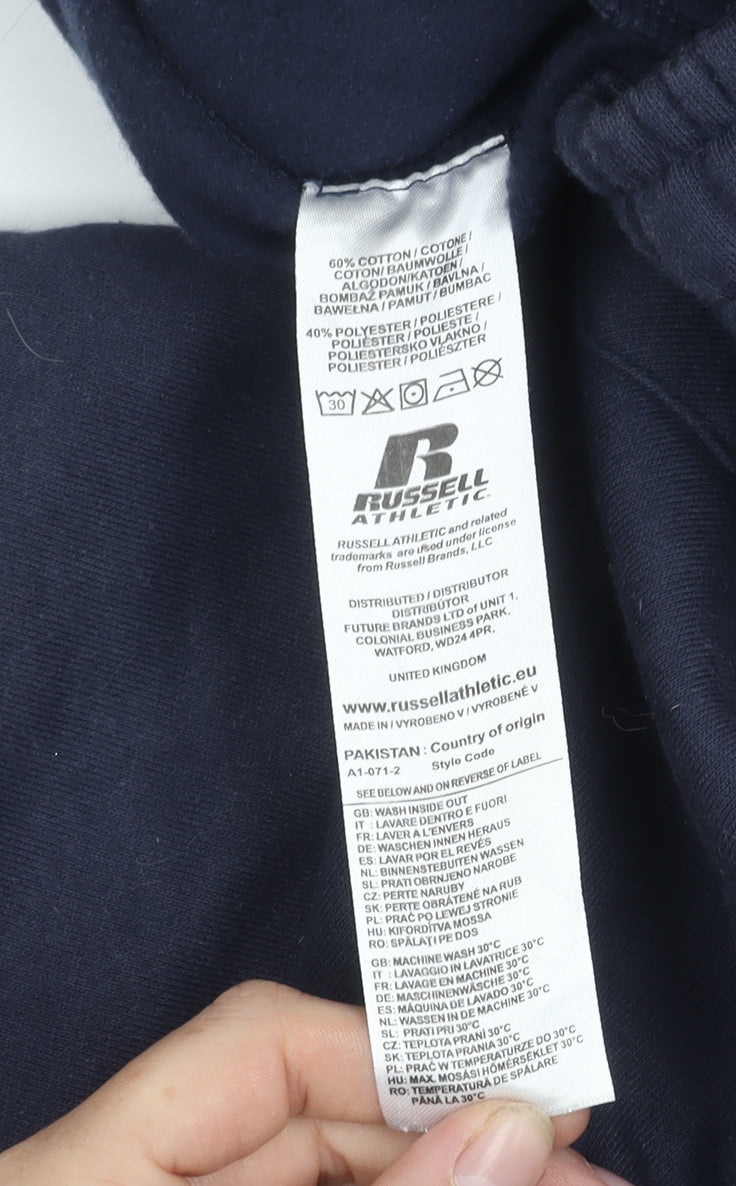 60% COTTON / COTONE /
COTON/ BAUMWOLLE /
ALGODON/KATOEN /
BOMBAŽ PAMUK / BAVLNA /
BAWEŁNA / PAMUT / BUMBAC
40% POLYESTER / POLIESTERE /
POLIÉSTER / POLIESTE /
POLIESTERSKO VLAKNO /
POLIESTER / POLIÉSZTER
30
R
RUSSELL
ATHLETIC
RUSSELL ATHLETIC and related
trademarks are used under license
from Russell Brands, LLC
DISTRIBUTED / DISTRIBUTOR
DISTRIBÚTOR
FUTURE BRANDS LTD of UNIT 1,
COLONIAL BUSINESS PARK,
WATFORD, WD24 4PR,
UNITED KINGDOM
www.russellathletic.eu
MADE IN / VYROBENO V / VYROBENÉ V
PAKISTAN : Country of origin
A1-071-2 Style Code
SEE BELOW AND ON REVERSE OF LABEL
GB: WASH INSIDE OUT
IT : LAVARE DENTRO E FUORI
FR: LAVER A L'ENVERS
DE: WASCHEN INNEN HERAUS
ES: LAVAR POR EL REVÉS
NL: BINNENSTEBUITEN WASSEN
SL: PRATI OBRNJENO NAROBE
CZ: PERTE NARUBY
SK: PERTE OBRÁTENÉ NA RUB
PL: PRAĆ PO LEWEJ STRONIE
HU: KIFORDÍTVA MOSSA
RO: SPĂLAȚI PE DOS
GB: MACHINE WASH 30°C
IT : LAVAGGIO IN LAVATRICE 30°C
FR: LAVAGE EN MACHINE 30°C
DE: MASCHINENWÄSCHE 30°C
ES: MÁQUINA DE LAVADO 30°C
NL: WASSEN IN DE MACHINE 30°C
SL: PRATI PRI 30°C
CZ: TEPLOTA PRANÍ 30°C
SK: TEPLOTA PRANIA 30°C
PL: PRAĆ W TEMPERATURZE DO 30°C
HU: MAX. MOSÁSI HŐMÉRSÉKLET 30°C
RO: TEMPERATURĂ DE SPĂLARE
PÂNĂ LA 30°C